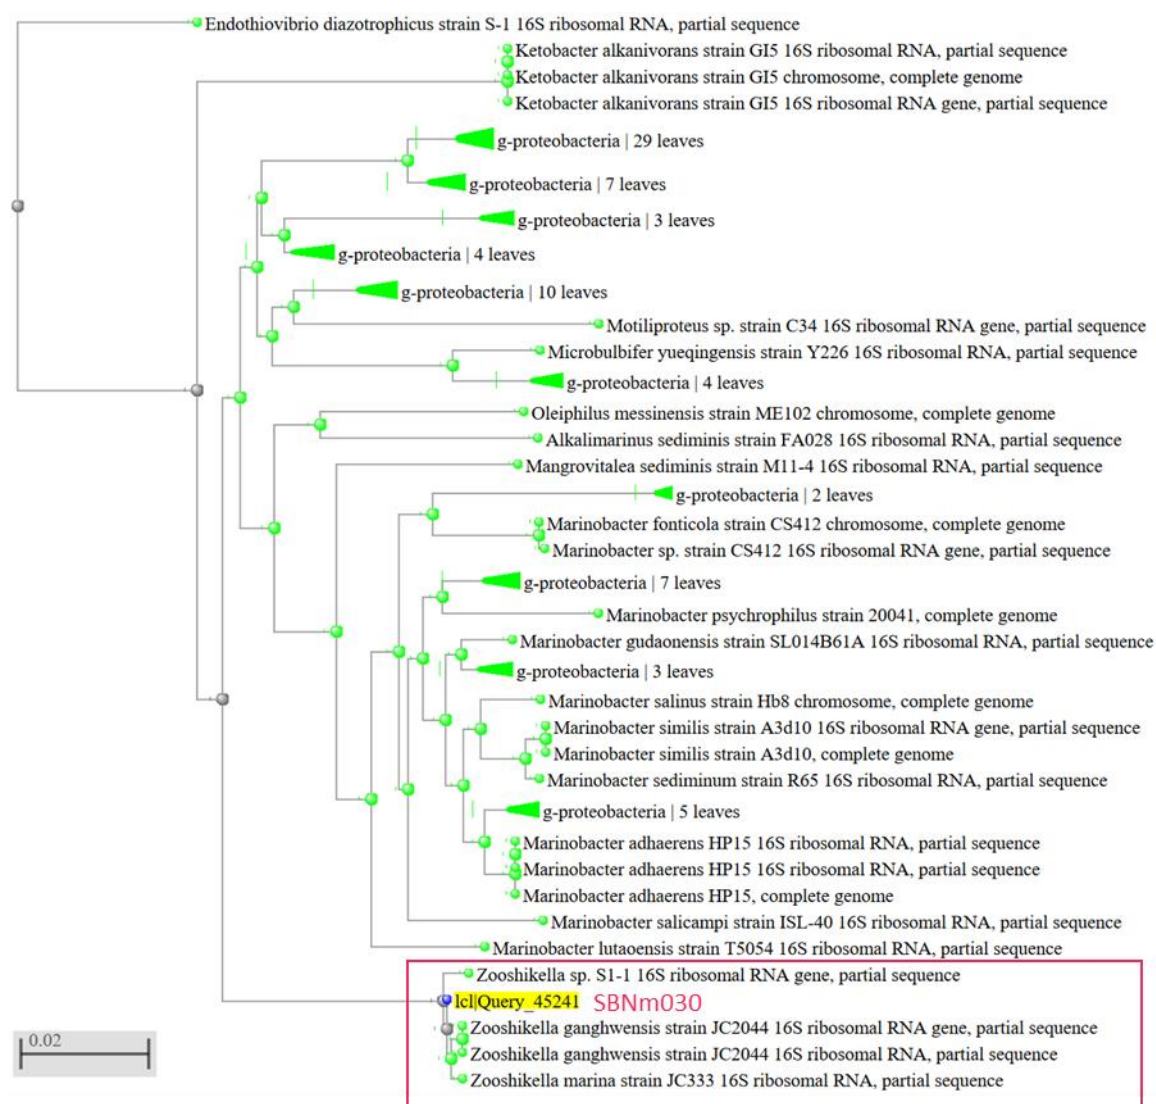 Endothiovibrio diazotrophicus strain S-1 16S ribosomal RNA, partial sequence
Ketobacter alkanivorans strain GI5 16S ribosomal RNA, partial sequence
Ketobacter alkanivorans strain GI5 chromosome, complete genome
Ketobacter alkanivorans strain GI5 16S ribosomal RNA gene, partial sequence
g-proteobacteria | 29 leaves
g-proteobacteria | 7 leaves
g-proteobacteria | 3 leaves
g-proteobacteria | 4 leaves
g-proteobacteria | 10 leaves
Motiliproteus sp. strain C34 16S ribosomal RNA gene, partial sequence
Microbulbifer yueqingensis strain Y226 16S ribosomal RNA, partial sequence
g-proteobacteria | 4 leaves
Oleiphilus messinensis strain ME102 chromosome, complete genome
Alkalimarinus sediminis strain FA028 16S ribosomal RNA, partial sequence
Mangrovitalea sediminis strain M11-4 16S ribosomal RNA, partial sequence
g-proteobacteria | 2 leaves
Marinobacter fonticola strain CS412 chromosome, complete genome
Marinobacter sp. strain CS412 16S ribosomal RNA gene, partial sequence
g-proteobacteria | 7 leaves
Marinobacter psychrophilus strain 20041, complete genome
Marinobacter gudaonensis strain SL014B61A 16S ribosomal RNA, partial sequence
g-proteobacteria | 3 leaves
Marinobacter salinus strain Hb8 chromosome, complete genome
Marinobacter similis strain A3d10 16S ribosomal RNA gene, partial sequence
Marinobacter similis strain A3d10, complete genome
Marinobacter sediminum strain R65 16S ribosomal RNA, partial sequence
g-proteobacteria | 5 leaves
Marinobacter adhaerens HP15 16S ribosomal RNA, partial sequence
Marinobacter adhaerens HP15 16S ribosomal RNA, partial sequence
Marinobacter adhaerens HP15, complete genome
Marinobacter salicampi strain ISL-40 16S ribosomal RNA, partial sequence
Marinobacter lutaoensis strain T5054 16S ribosomal RNA, partial sequence
Zooshikella sp. S1-1 16S ribosomal RNA gene, partial sequence
lcl|Query_45241 SBNm030
Zooshikella ganghwensis strain JC2044 16S ribosomal RNA gene, partial sequence
Zooshikella ganghwensis strain JC2044 16S ribosomal RNA, partial sequence
Zooshikella marina strain JC333 16S ribosomal RNA, partial sequence
0.02